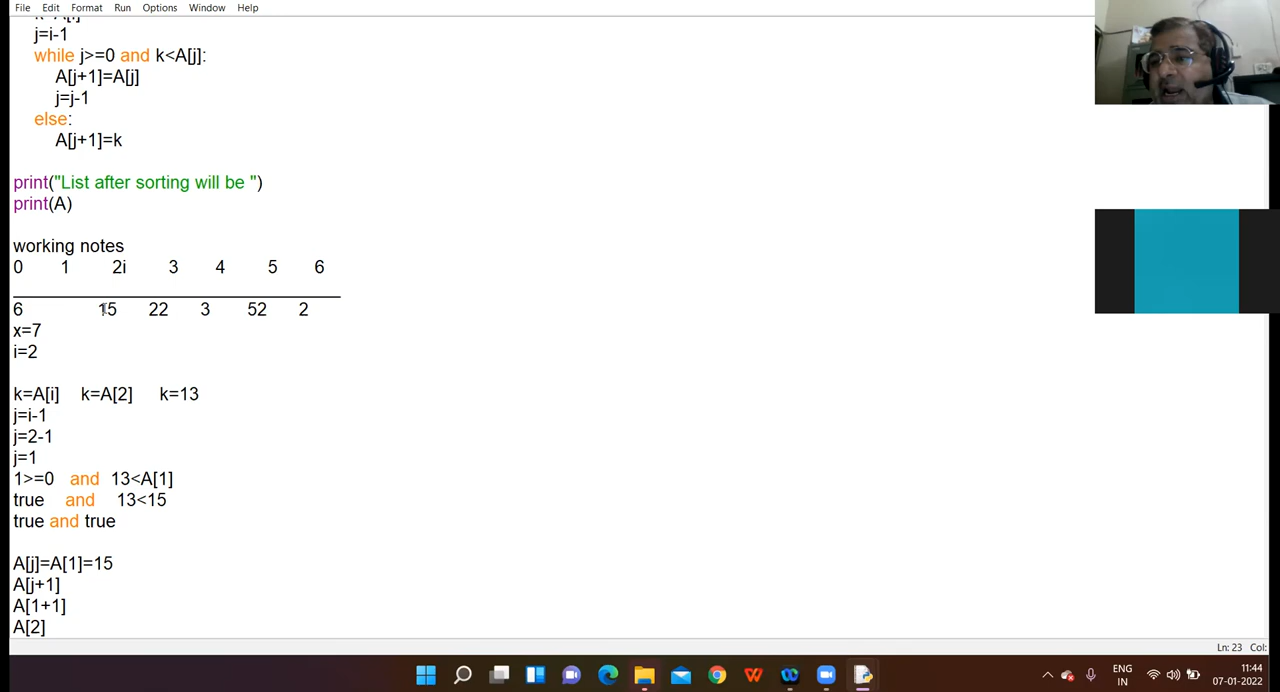 File Edit Format Run Options Window Help
j=i-1
while j>=0 and k<A[j]:
A[j+1]=A[j]
j=j-1
else:
A[j+1]=k
print("List after sorting will be ")
print(A)
working notes
0 1 2i 3 4 5 6
6 15 22 3 52 2
x=7
i=2
k=A[i] k=A[2] k=13
j=i-1
j=2-1
j=1
1>=0 and 13<A[1]
true and 13<15
true and true
A[j]=A[1]=15
A[j+1]
A[1+1]
A[2]
Ln: 23 Col:
ENG
IN
11:44
07-01-2022